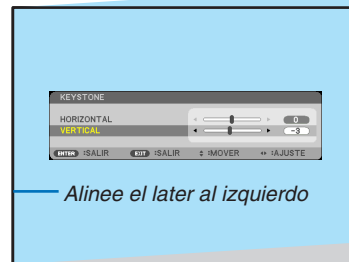 KEYSTONE
HORIZONTAL 0
VERTICAL -3
ENTER :SALIR EXIT :SALIR ↕ :MOVER ↔ :AJUSTE
Alinee el later al izquierdo